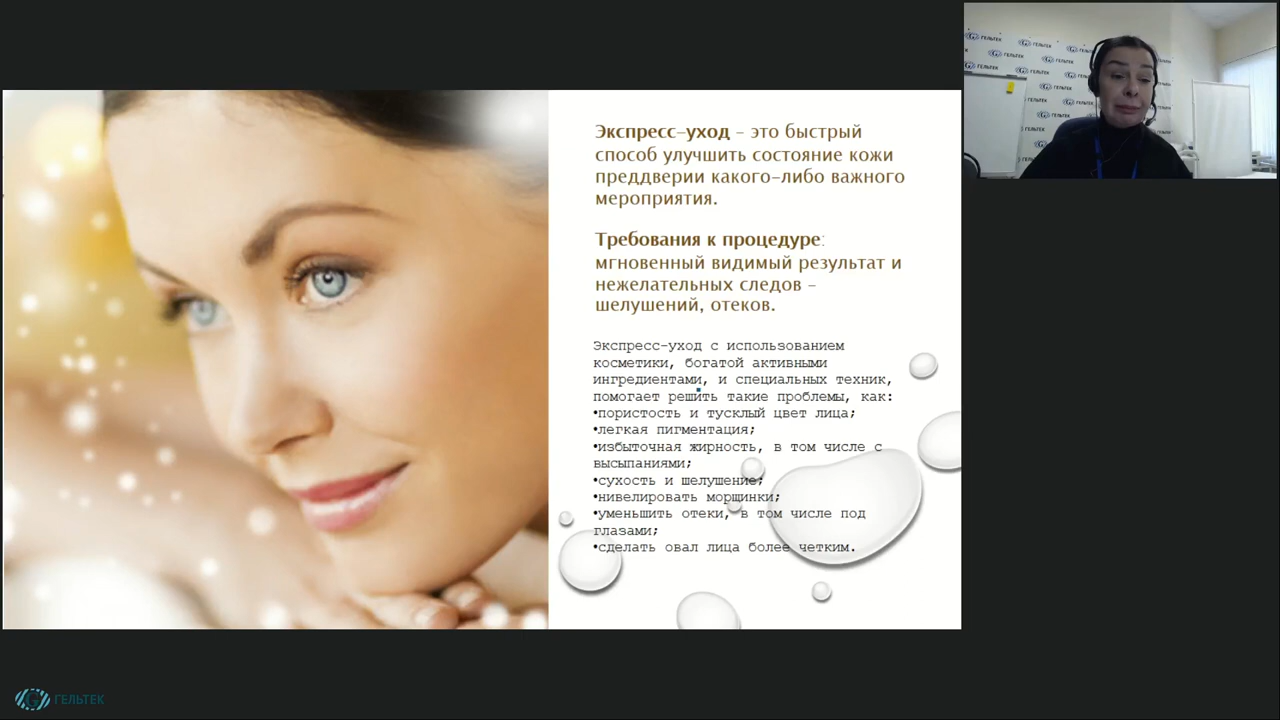 Экспресс-уход - это быстрый
способ улучшить состояние кожи
преддверии какого-либо важного
мероприятия.
Требования к процедуре:
мгновенный видимый результат и
нежелательных следов -
шелушений, отеков.
Экспресс-уход с использованием
косметики, богатой активными
ингредиентами, и специальных техник,
помогает решить такие проблемы, как:
•пористость и тусклый цвет лица;
•легкая пигментация;
•избыточная жирность, в том числе с
высыпаниями;
•сухость и шелушение;
•нивелировать морщинки;
•уменьшить отеки, в том числе под
глазами;
•сделать овал лица более четким.
ГЕЛЬТЕК